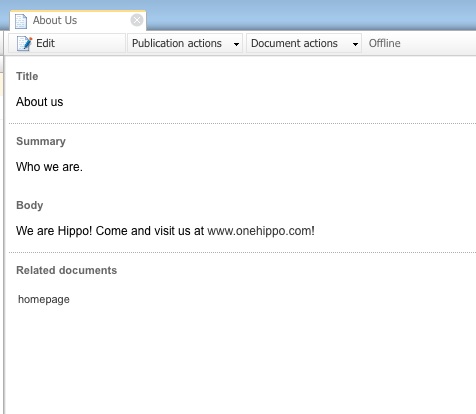 About Us
Edit Publication actions Document actions Offline
Title
About us
Summary
Who we are.
Body
We are Hippo! Come and visit us at www.onehippo.com!
Related documents
homepage